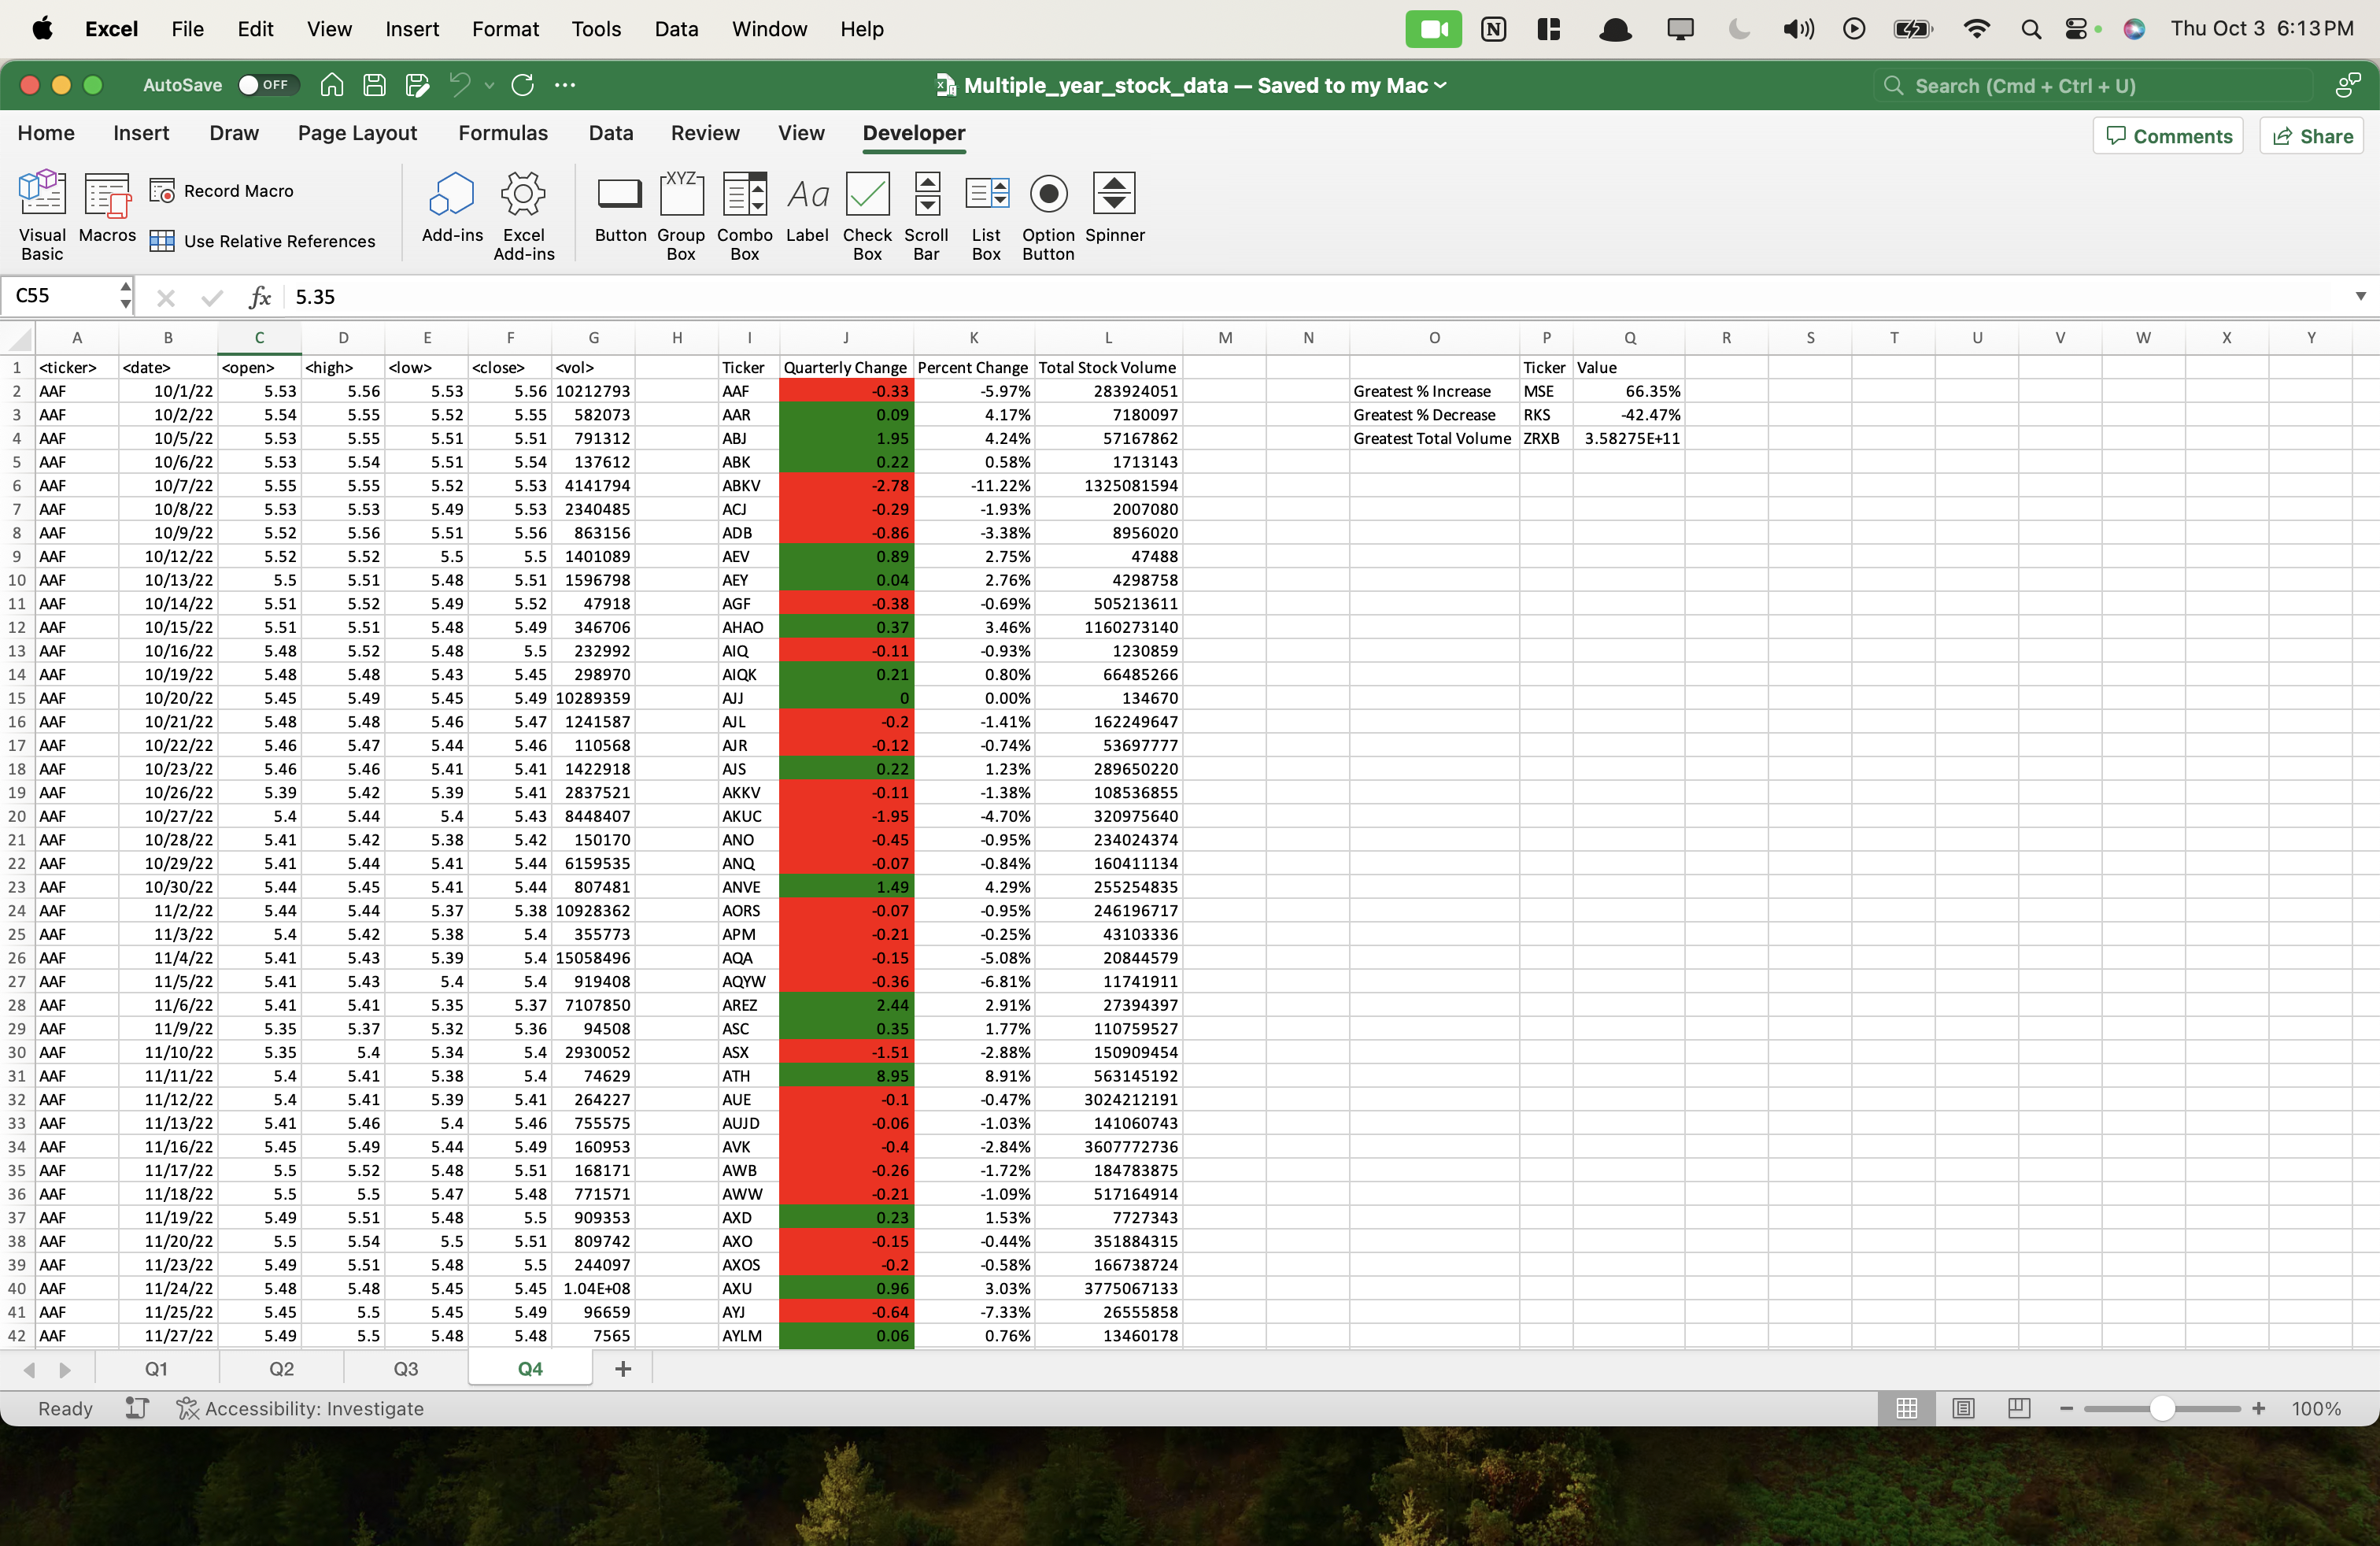 Excel File Edit View Insert Format Tools Data Window Help Thu Oct 3 6:13 PM
AutoSave OFF Multiple_year_stock_data — Saved to my Mac Search (Cmd + Ctrl + U)
Home Insert Draw Page Layout Formulas Data Review View Developer Comments Share
Visual Basic Macros Record Macro Use Relative References Add-ins Excel Add-ins Button Group Box Combo Box Label Check Box Scroll Bar List Box Option Button Spinner
C55 fx 5.35
A B C D E F G H I J K L M N O P Q R S T U V W X Y
1 <ticker> <date> <open> <high> <low> <close> <vol> Ticker Quarterly Change Percent Change Total Stock Volume Ticker Value
2 AAF 10/1/22 5.53 5.56 5.53 5.56 10212793 AAF -0.33 -5.97% 283924051 Greatest % Increase MSE 66.35%
3 AAF 10/2/22 5.54 5.55 5.52 5.55 582073 AAR 0.09 4.17% 7180097 Greatest % Decrease RKS -42.47%
4 AAF 10/5/22 5.53 5.55 5.51 5.51 791312 ABJ 1.95 4.24% 57167862 Greatest Total Volume ZRXB 3.58275E+11
5 AAF 10/6/22 5.53 5.54 5.51 5.54 137612 ABK 0.22 0.58% 1713143
6 AAF 10/7/22 5.55 5.55 5.52 5.53 4141794 ABKV -2.78 -11.22% 1325081594
7 AAF 10/8/22 5.53 5.53 5.49 5.53 2340485 ACJ -0.29 -1.93% 2007080
8 AAF 10/9/22 5.52 5.56 5.51 5.56 863156 ADB -0.86 -3.38% 8956020
9 AAF 10/12/22 5.52 5.52 5.5 5.5 1401089 AEV 0.89 2.75% 47488
10 AAF 10/13/22 5.5 5.51 5.48 5.51 1596798 AEY 0.04 2.76% 4298758
11 AAF 10/14/22 5.51 5.52 5.49 5.52 47918 AGF -0.38 -0.69% 505213611
12 AAF 10/15/22 5.51 5.51 5.48 5.49 346706 AHAO 0.37 3.46% 1160273140
13 AAF 10/16/22 5.48 5.52 5.48 5.5 232992 AIQ -0.11 -0.93% 1230859
14 AAF 10/19/22 5.48 5.48 5.43 5.45 298970 AIQK 0.21 0.80% 66485266
15 AAF 10/20/22 5.45 5.49 5.45 5.49 10289359 AJJ 0 0.00% 134670
16 AAF 10/21/22 5.48 5.48 5.46 5.47 1241587 AJL -0.2 -1.41% 162249647
17 AAF 10/22/22 5.46 5.47 5.44 5.46 110568 AJR -0.12 -0.74% 53697777
18 AAF 10/23/22 5.46 5.46 5.41 5.41 1422918 AJS 0.22 1.23% 289650220
19 AAF 10/26/22 5.39 5.42 5.39 5.41 2837521 AKKV -0.11 -1.38% 108536855
20 AAF 10/27/22 5.4 5.44 5.4 5.43 8448407 AKUC -1.95 -4.70% 320975640
21 AAF 10/28/22 5.41 5.42 5.38 5.42 150170 ANO -0.45 -0.95% 234024374
22 AAF 10/29/22 5.41 5.44 5.41 5.44 6159535 ANQ -0.07 -0.84% 160411134
23 AAF 10/30/22 5.44 5.45 5.41 5.44 807481 ANVE 1.49 4.29% 255254835
24 AAF 11/2/22 5.44 5.44 5.37 5.38 10928362 AORS -0.07 -0.95% 246196717
25 AAF 11/3/22 5.4 5.42 5.38 5.4 355773 APM -0.21 -0.25% 43103336
26 AAF 11/4/22 5.41 5.43 5.39 5.4 15058496 AQA -0.15 -5.08% 20844579
27 AAF 11/5/22 5.41 5.43 5.4 5.4 919408 AQYW -0.36 -6.81% 11741911
28 AAF 11/6/22 5.41 5.41 5.35 5.37 7107850 AREZ 2.44 2.91% 27394397
29 AAF 11/9/22 5.35 5.37 5.32 5.36 94508 ASC 0.35 1.77% 110759527
30 AAF 11/10/22 5.35 5.4 5.34 5.4 2930052 ASX -1.51 -2.88% 150909454
31 AAF 11/11/22 5.4 5.41 5.38 5.4 74629 ATH 8.95 8.91% 563145192
32 AAF 11/12/22 5.4 5.41 5.39 5.41 264227 AUE -0.1 -0.47% 3024212191
33 AAF 11/13/22 5.41 5.46 5.4 5.46 755575 AUJD -0.06 -1.03% 141060743
34 AAF 11/16/22 5.45 5.49 5.44 5.49 160953 AVK -0.4 -2.84% 3607772736
35 AAF 11/17/22 5.5 5.52 5.48 5.51 168171 AWB -0.26 -1.72% 184783875
36 AAF 11/18/22 5.5 5.5 5.47 5.48 771571 AWW -0.21 -1.09% 517164914
37 AAF 11/19/22 5.49 5.51 5.48 5.5 909353 AXD 0.23 1.53% 7727343
38 AAF 11/20/22 5.5 5.54 5.5 5.51 809742 AXO -0.15 -0.44% 351884315
39 AAF 11/23/22 5.49 5.51 5.48 5.5 244097 AXOS -0.2 -0.58% 166738724
40 AAF 11/24/22 5.48 5.48 5.45 5.45 1.04E+08 AXU 0.96 3.03% 3775067133
41 AAF 11/25/22 5.45 5.5 5.45 5.49 96659 AYJ -0.64 -7.33% 26555858
42 AAF 11/27/22 5.49 5.5 5.48 5.48 7565 AYLM 0.06 0.76% 13460178
Q1 Q2 Q3 Q4 +
Ready Accessibility: Investigate 100%